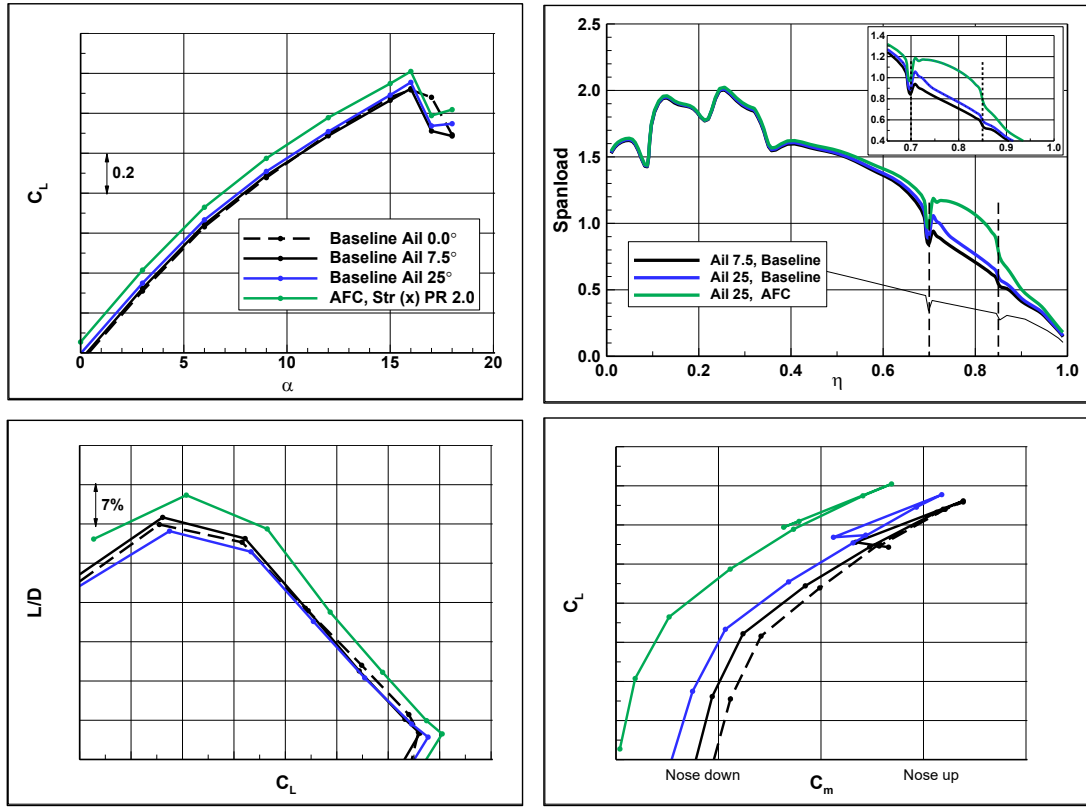 C_L
0.2
Baseline Ail 0.0°
Baseline Ail 7.5°
Baseline Ail 25°
AFC, Str (x) PR 2.0
0 5 10 15 20
α
Spanload
2.5
2.0
1.5
1.0
0.5
0.0
1.4
1.2
1.0
0.8
0.6
0.4
0.7 0.8 0.9 1.0
Ail 7.5, Baseline
Ail 25, Baseline
Ail 25, AFC
0.0 0.2 0.4 0.6 0.8 1.0
η
L/D
7%
C_L
C_L
Nose down
Nose up
C_m